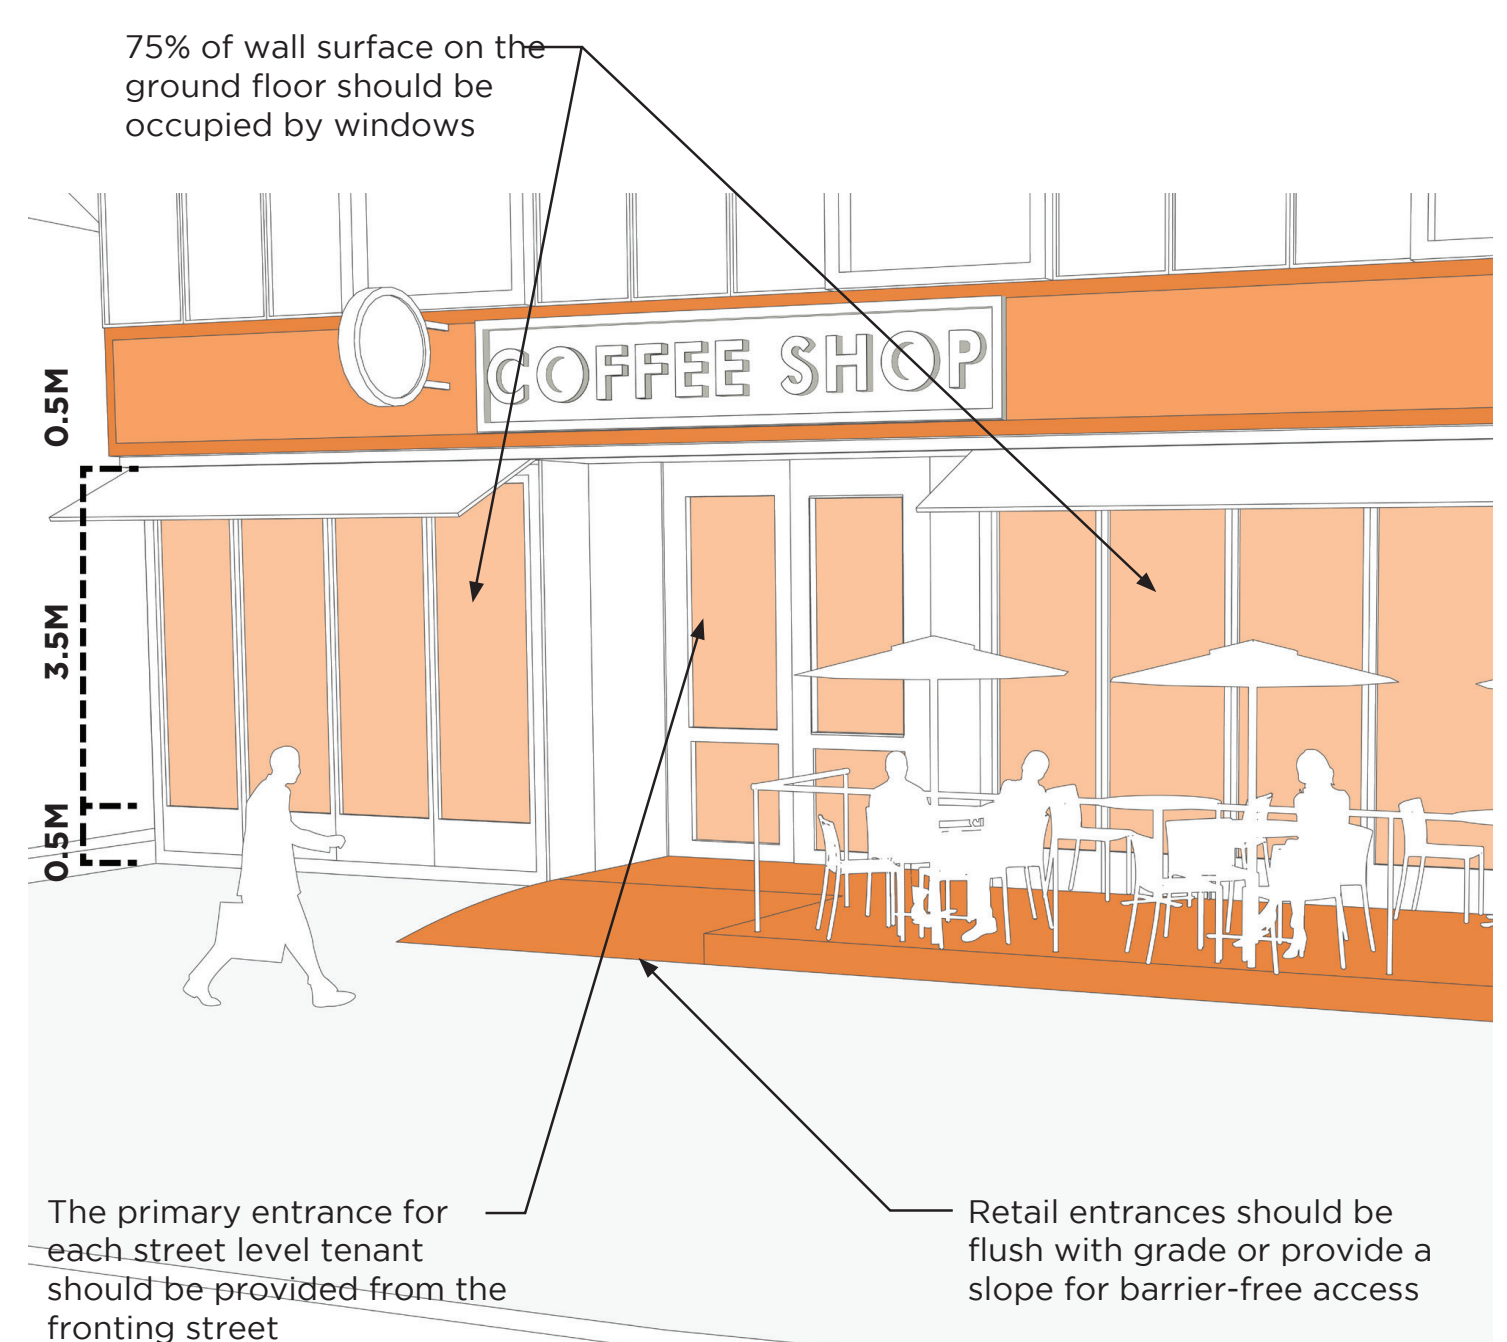 75% of wall surface on the
ground floor should be
occupied by windows
COFFEE SHOP
0.5M
3.5M
0.5M
The primary entrance for
each street level tenant
should be provided from the
fronting street
Retail entrances should be
flush with grade or provide a
slope for barrier-free access